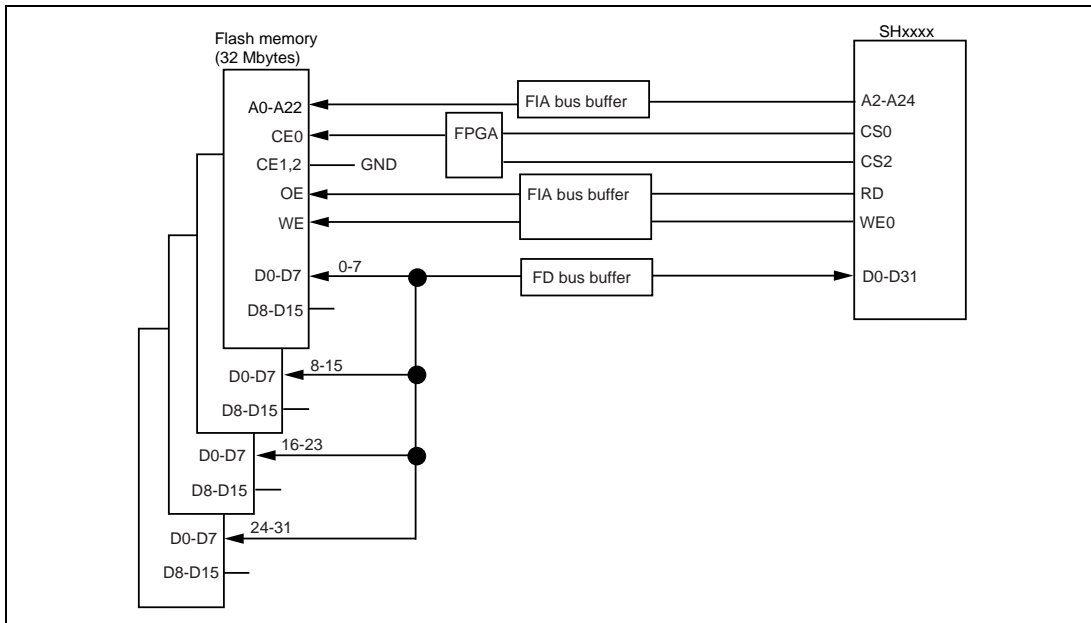 Flash memory
(32 Mbytes)
SHxxxx
A0-A22
FIA bus buffer
A2-A24
CE0
FPGA
CS0
CE1,2
GND
CS2
OE
FIA bus buffer
RD
WE
WE0
D0-D7
0-7
FD bus buffer
D0-D31
D8-D15
D0-D7
8-15
D8-D15
D0-D7
16-23
D8-D15
D0-D7
24-31
D8-D15